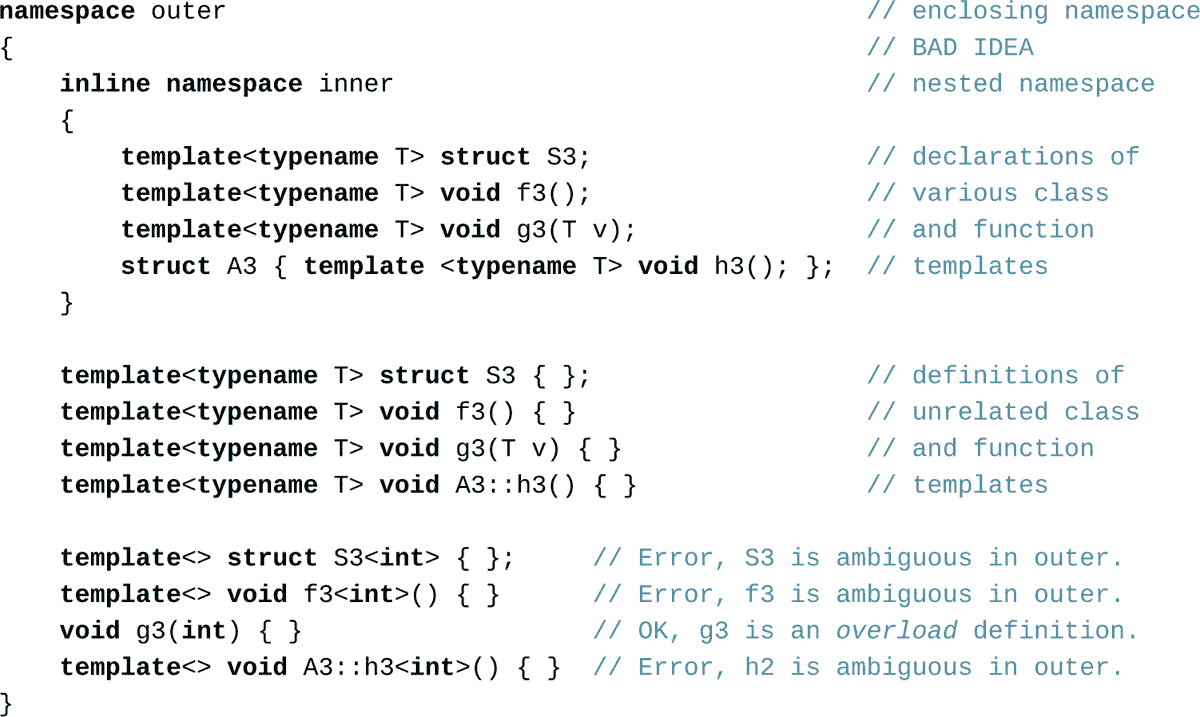 namespace outer // enclosing namespace
{ // BAD IDEA
    inline namespace inner // nested namespace
    {
        template<typename T> struct S3; // declarations of
        template<typename T> void f3(); // various class
        template<typename T> void g3(T v); // and function
        struct A3 { template <typename T> void h3(); }; // templates
    }

    template<typename T> struct S3 { }; // definitions of
    template<typename T> void f3() { } // unrelated class
    template<typename T> void g3(T v) { } // and function
    template<typename T> void A3::h3() { } // templates

    template<> struct S3<int> { }; // Error, S3 is ambiguous in outer.
    template<> void f3<int>() { } // Error, f3 is ambiguous in outer.
    void g3(int) { } // OK, g3 is an overload definition.
    template<> void A3::h3<int>() { } // Error, h2 is ambiguous in outer.
}